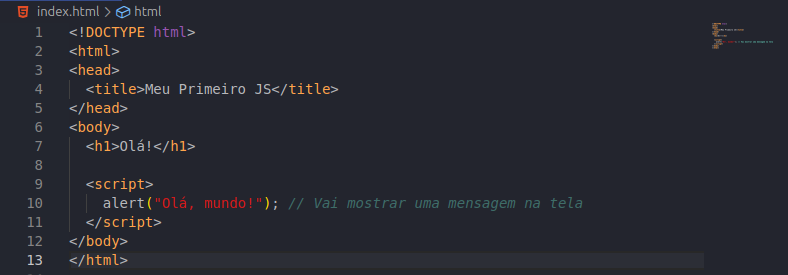 index.html > html
1 <!DOCTYPE html>
2 <html>
3 <head>
4 <title>Meu Primeiro JS</title>
5 </head>
6 <body>
7 <h1>Olá!</h1>
8
9 <script>
10 alert("Olá, mundo!"); // Vai mostrar uma mensagem na tela
11 </script>
12 </body>
13 </html>